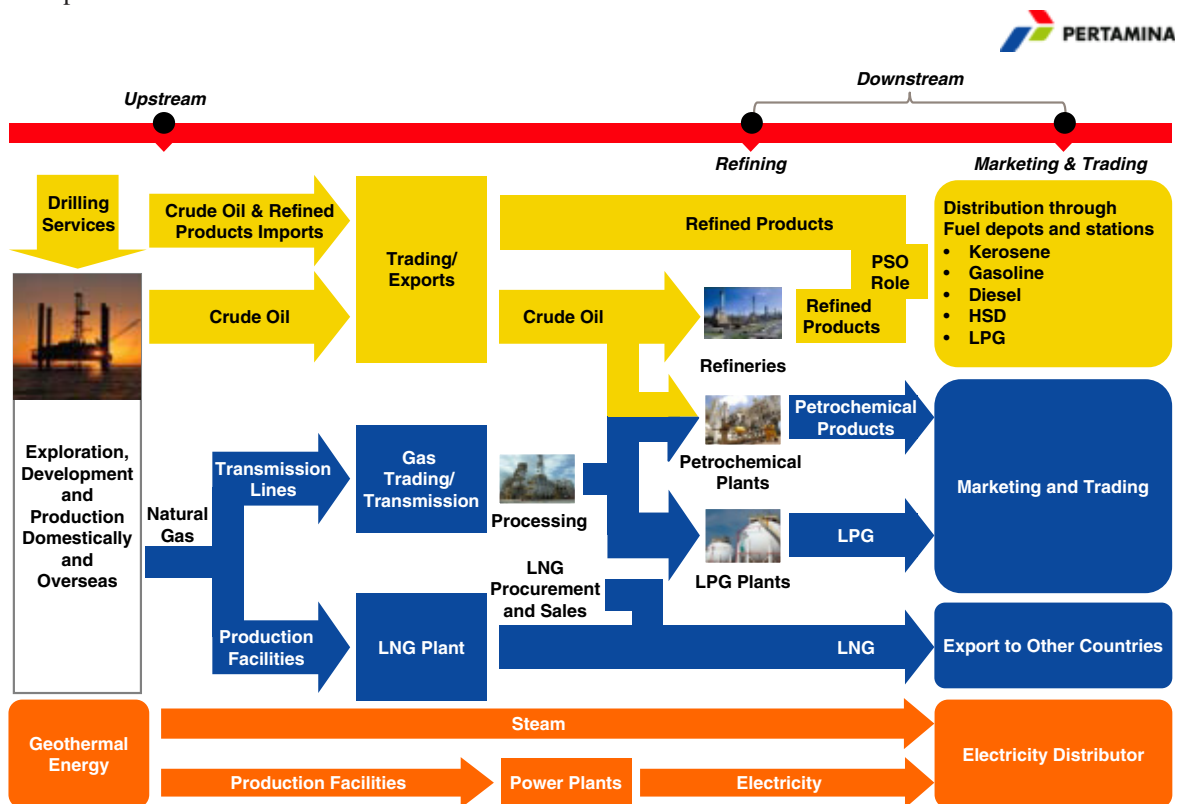 PERTAMINA
Downstream
Upstream
Refining
Marketing & Trading
Drilling
Services
Crude Oil & Refined
Products Imports
Trading/
Exports
Refined Products
PSO
Role
Distribution through
Fuel depots and stations
• Kerosene
• Gasoline
• Diesel
• HSD
• LPG
Crude Oil
Crude Oil
Refined
Products
Refineries
Exploration,
Development
and
Production
Domestically
and
Overseas
Natural
Gas
Transmission
Lines
Gas
Trading/
Transmission
Processing
Petrochemical
Products
Petrochemical
Plants
Marketing and Trading
LPG
LPG Plants
LNG
Procurement
and Sales
Production
Facilities
LNG Plant
LNG
Export to Other Countries
Geothermal
Energy
Steam
Electricity Distributor
Production Facilities
Power Plants
Electricity